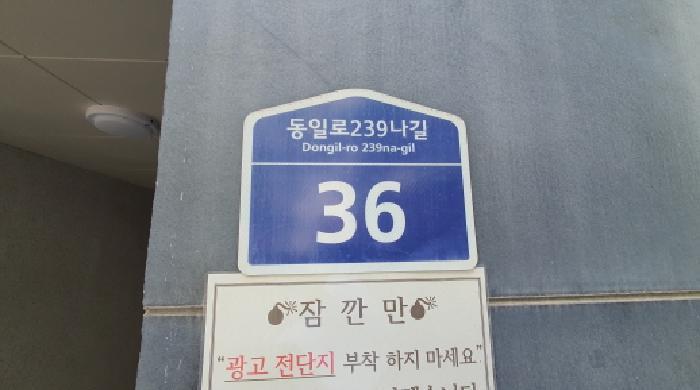 동일로239나길
Dongil-ro 239na-gil
36
잠 깐 만
"광고 전단지 부착 하지 마세요"